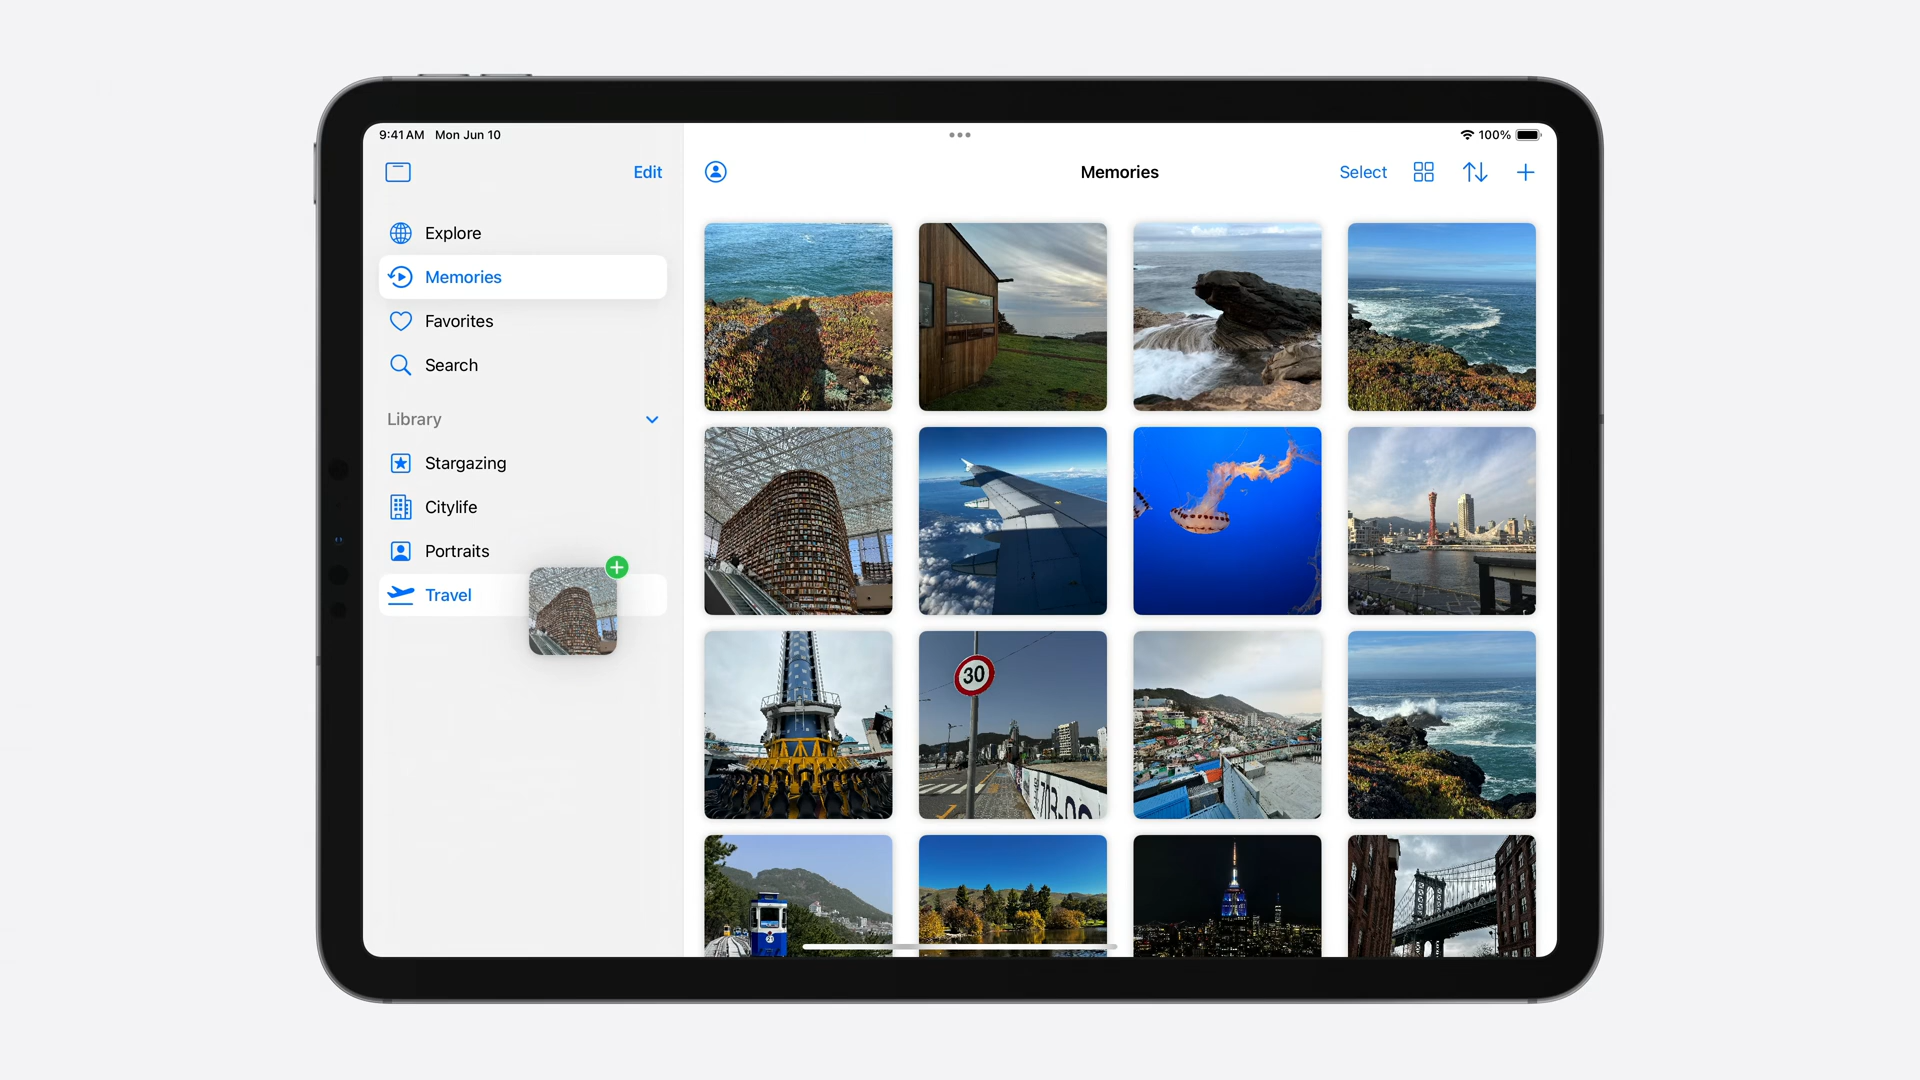 9:41 AM Mon Jun 10
100%
Edit
Memories
Select
Explore
Memories
Favorites
Search
Library
Stargazing
Citylife
Portraits
Travel
30